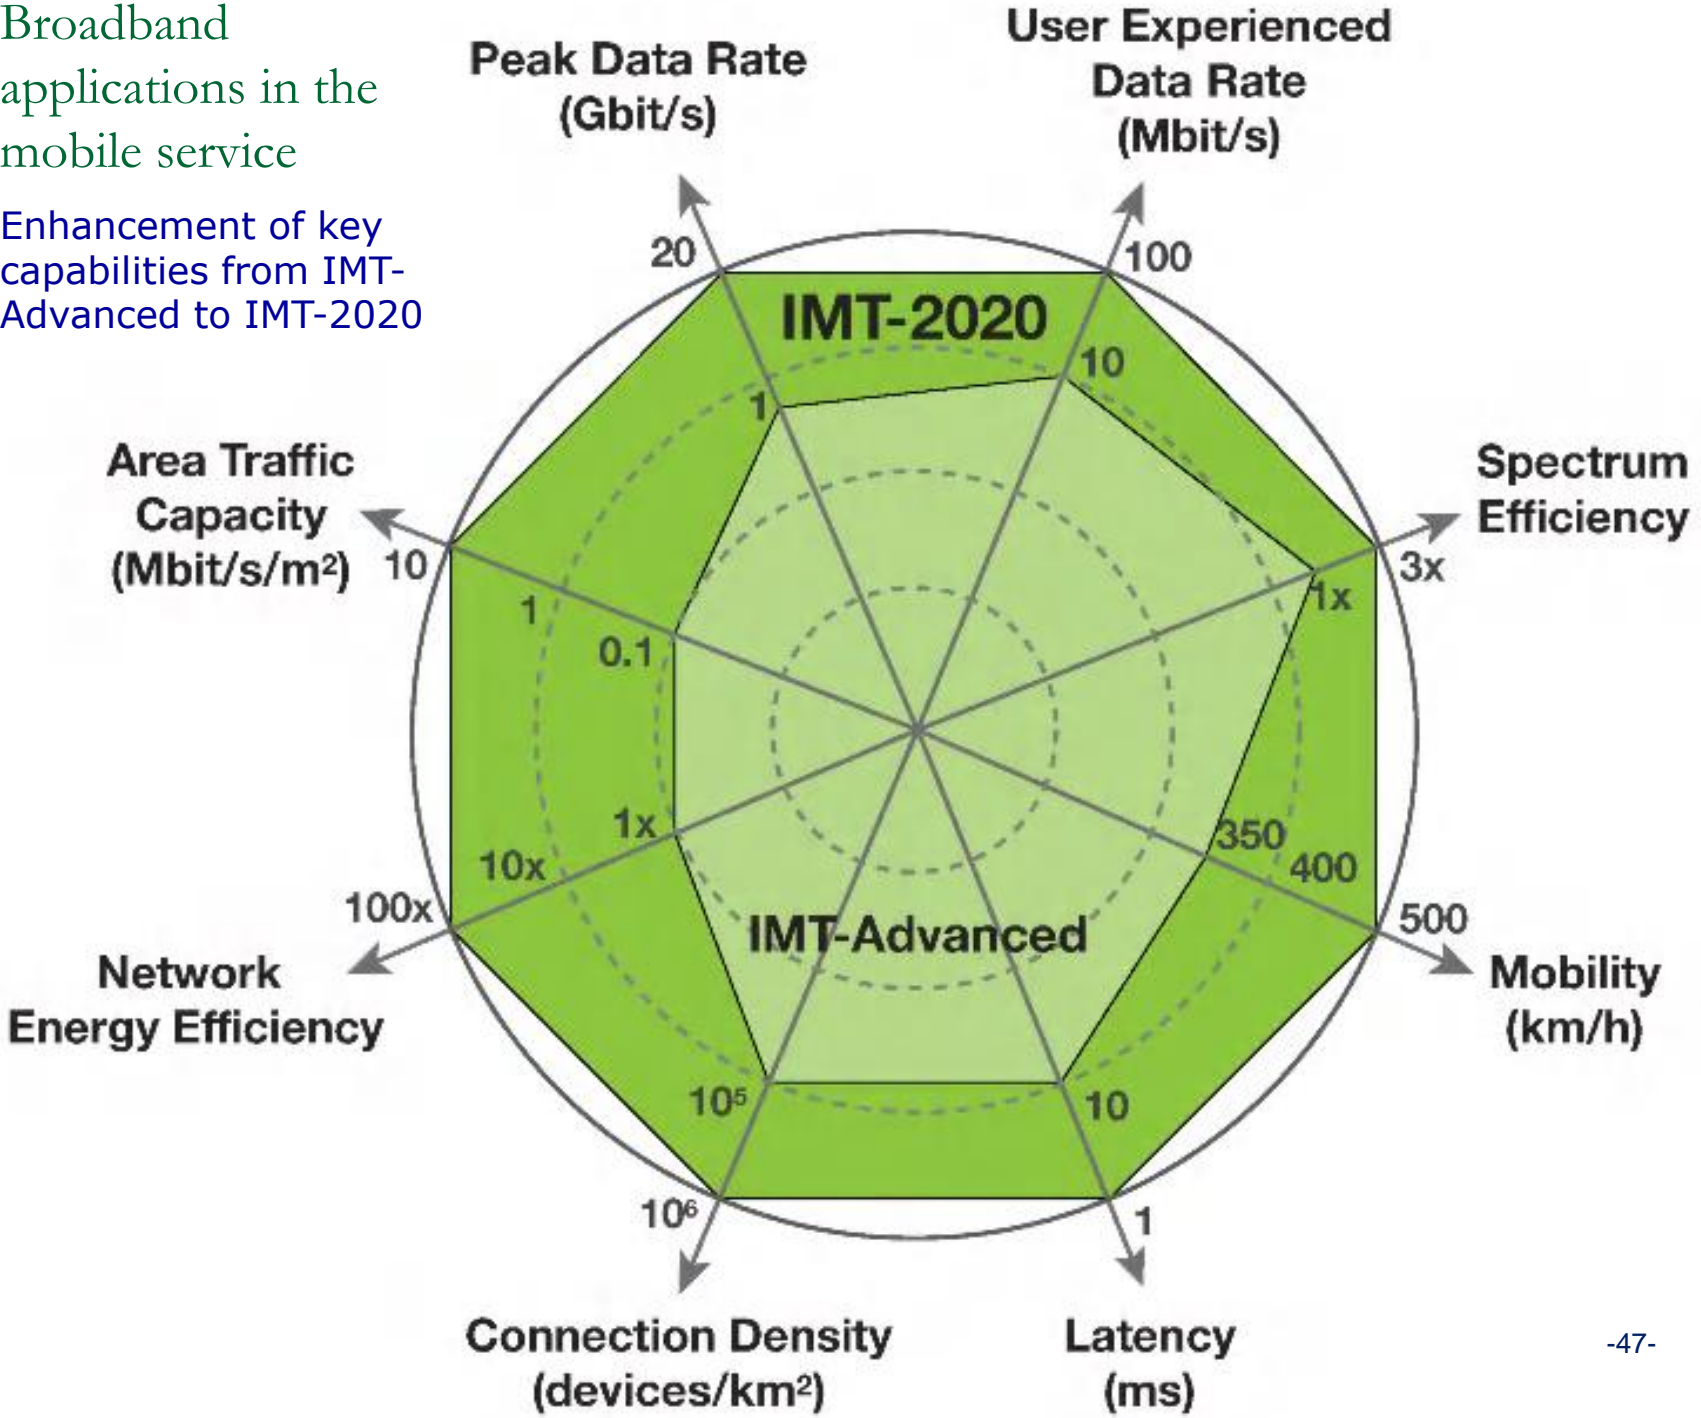 Broadband
applications in the
mobile service
Enhancement of key
capabilities from IMT-
Advanced to IMT-2020
Peak Data Rate
(Gbit/s)
User Experienced
Data Rate
(Mbit/s)
20
100
IMT-2020
10
1
Area Traffic
Capacity
(Mbit/s/m²)
10
1
0.1
Spectrum
Efficiency
3x
1x
1x
10x
100x
Network
Energy Efficiency
350
400
500
Mobility
(km/h)
IMT-Advanced
10⁵
10
10⁶
1
Connection Density
(devices/km²)
Latency
(ms)
-47-